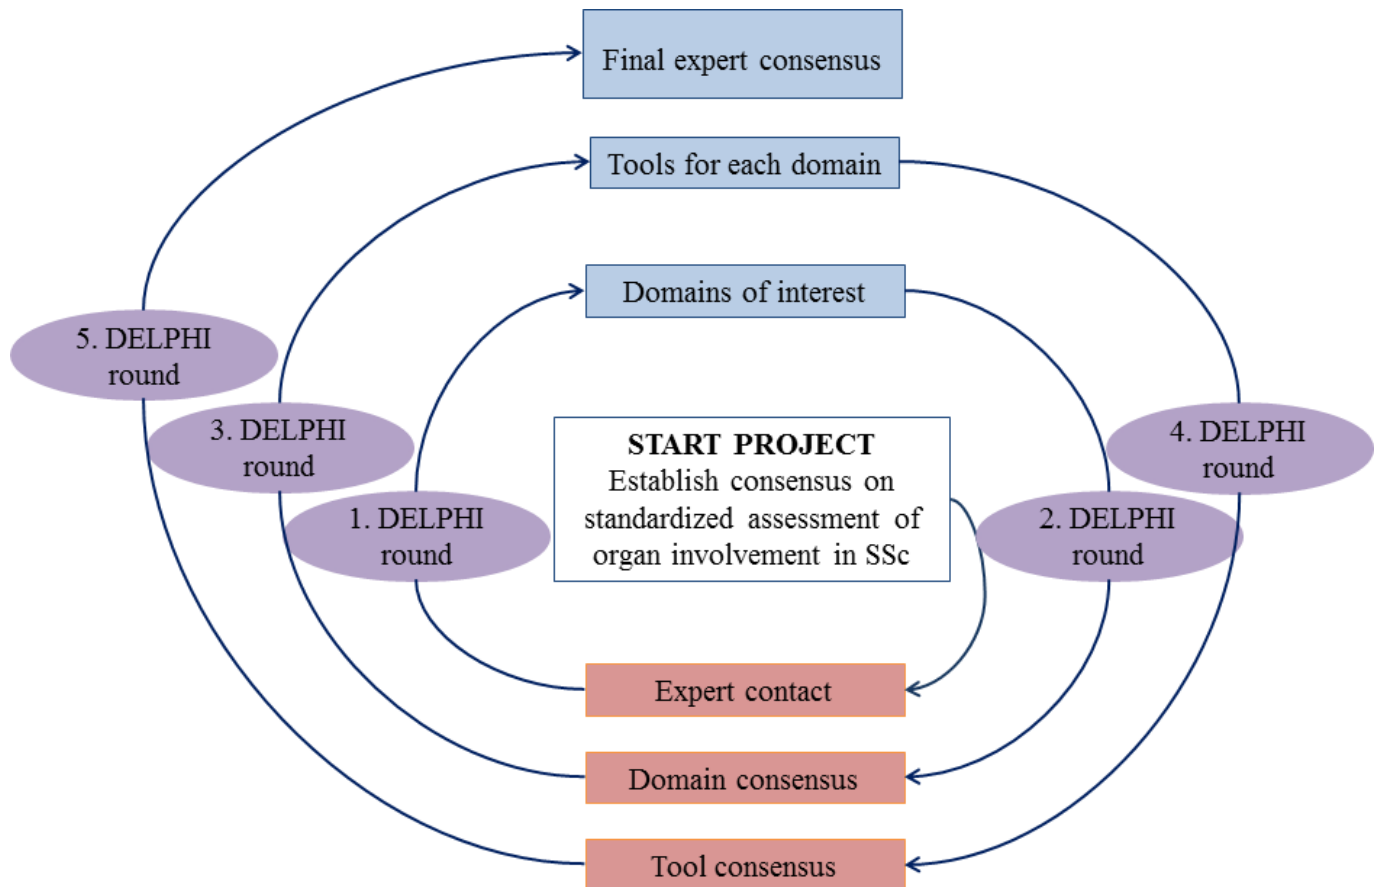 Final expert consensus
Tools for each domain
Domains of interest
5. DELPHI
round
3. DELPHI
round
1. DELPHI
round
START PROJECT
Establish consensus on
standardized assessment of
organ involvement in SSc
4. DELPHI
round
2. DELPHI
round
Expert contact
Domain consensus
Tool consensus